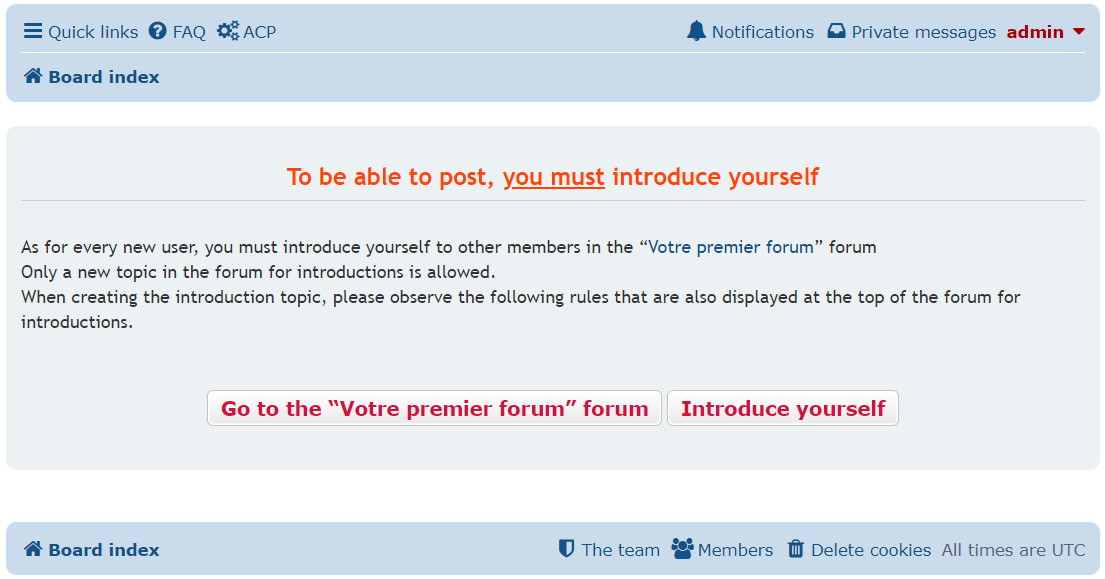 Quick links FAQ ACP Notifications Private messages admin
Board index
To be able to post, you must introduce yourself
As for every new user, you must introduce yourself to other members in the “Votre premier forum” forum
Only a new topic in the forum for introductions is allowed.
When creating the introduction topic, please observe the following rules that are also displayed at the top of the forum for
introductions.
Go to the “Votre premier forum” forum Introduce yourself
Board index The team Members Delete cookies All times are UTC